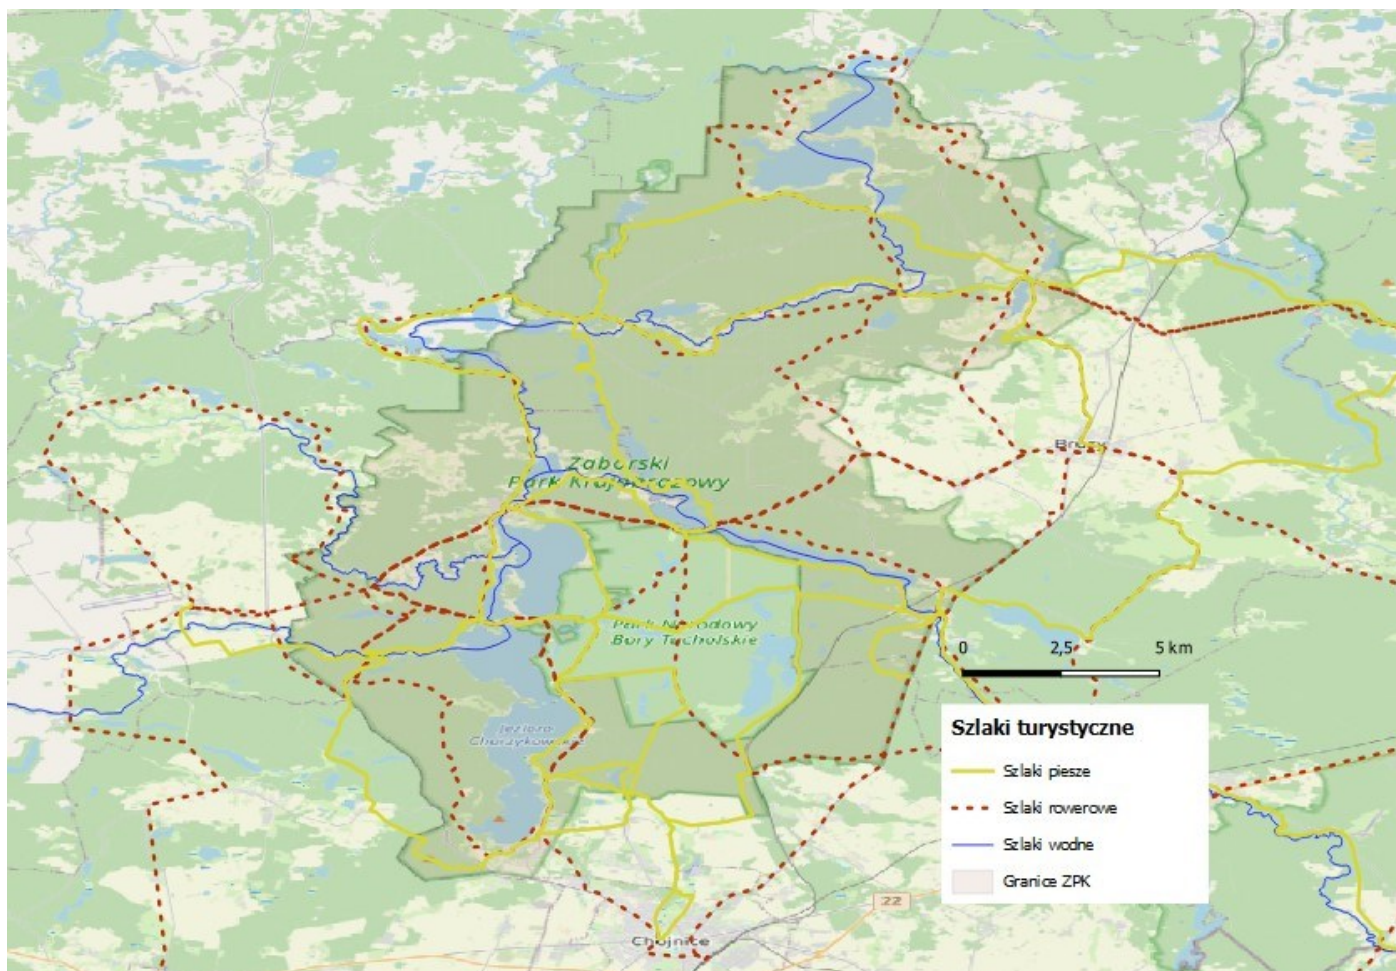 Zaborski
Park Krajobrazowy
Brusy
Park Narodowy
Bory Tucholskie
0 2,5 5 km
Jezioro
Charzykowskie
Szlaki turystyczne
Szlaki piesze
Szlaki rowerowe
Szlaki wodne
Granice ZPK
22
Chojnice